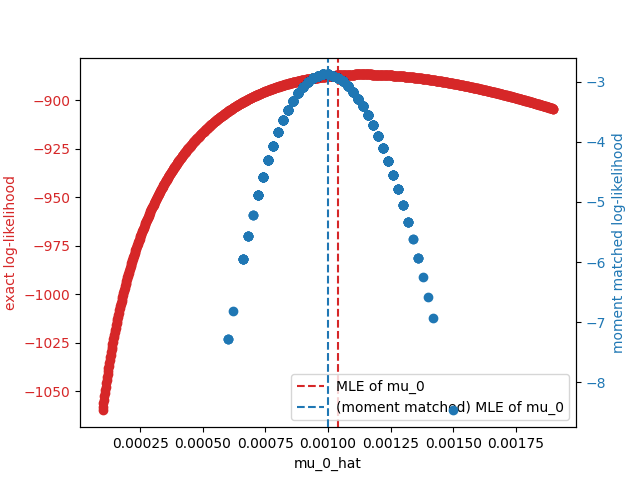 −900
−925
−950
−975
−1000
−1025
−1050
exact log-likelihood
−3
−4
−5
−6
−7
−8
moment matched log-likelihood
MLE of mu_0
(moment matched) MLE of mu_0
0.00025 0.00050 0.00075 0.00100 0.00125 0.00150 0.00175
mu_0_hat